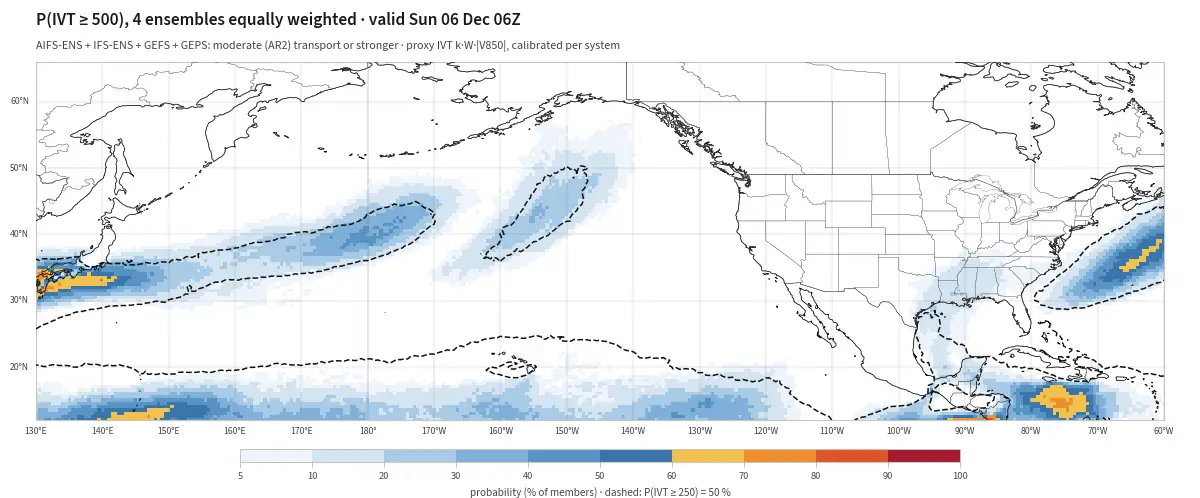 P(IVT ≥ 500), 4 ensembles equally weighted · valid Sun 06 Dec 06Z
AIFS-ENS + IFS-ENS + GEFS + GEPS: moderate (AR2) transport or stronger · proxy IVT k·W·|V850|, calibrated per system
60°N
50°N
40°N
30°N
20°N
130°E 140°E 150°E 160°E 170°E 180° 170°W 160°W 150°W 140°W 130°W 120°W 110°W 100°W 90°W 80°W 70°W 60°W
5 10 20 30 40 50 60 70 80 90 100
probability (% of members) · dashed: P(IVT ≥ 250) = 50 %